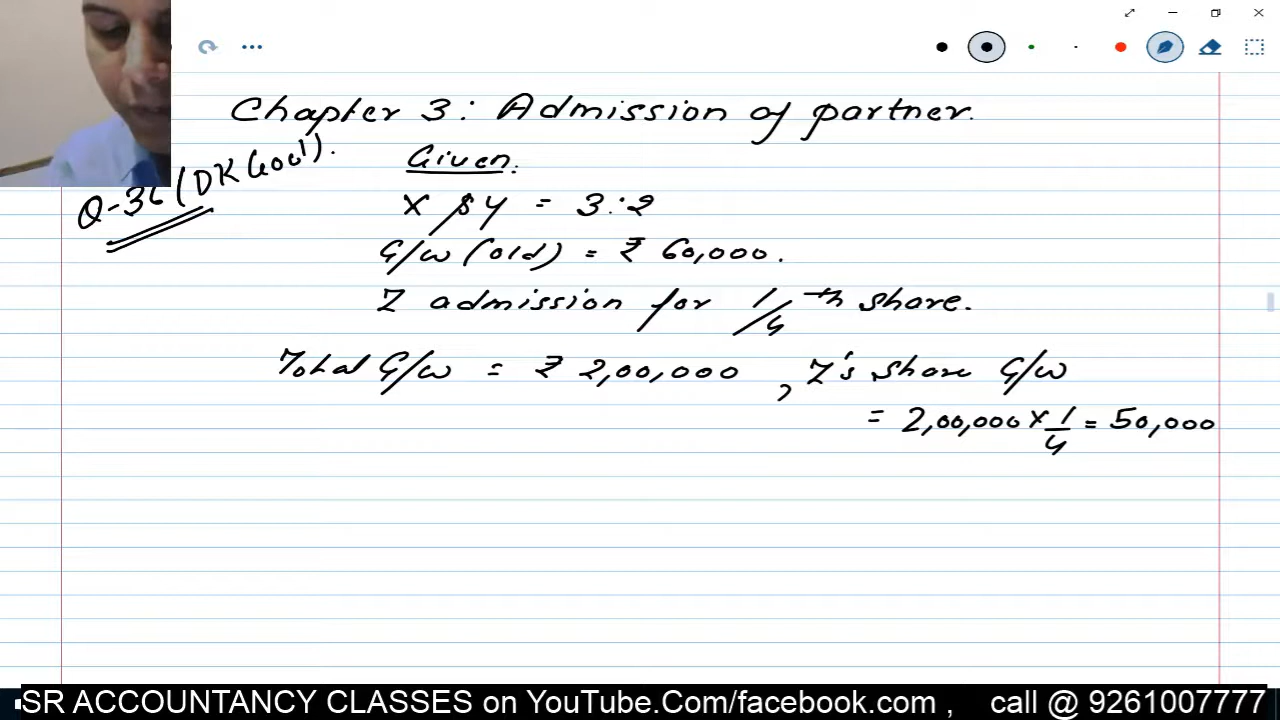 Chapter 3: Admission of partner.
Q-36 (DK Goel).
Given.
X & Y = 3:2
G/W (old) = ₹ 60,000.
Z admission for 1/4 th share.
Total G/W = ₹ 2,00,000 , Z's share G/W
= 2,00,000 × 1/4 = 50,000
SR ACCOUNTANCY CLASSES on YouTube.Com/facebook.com , call @ 9261007777